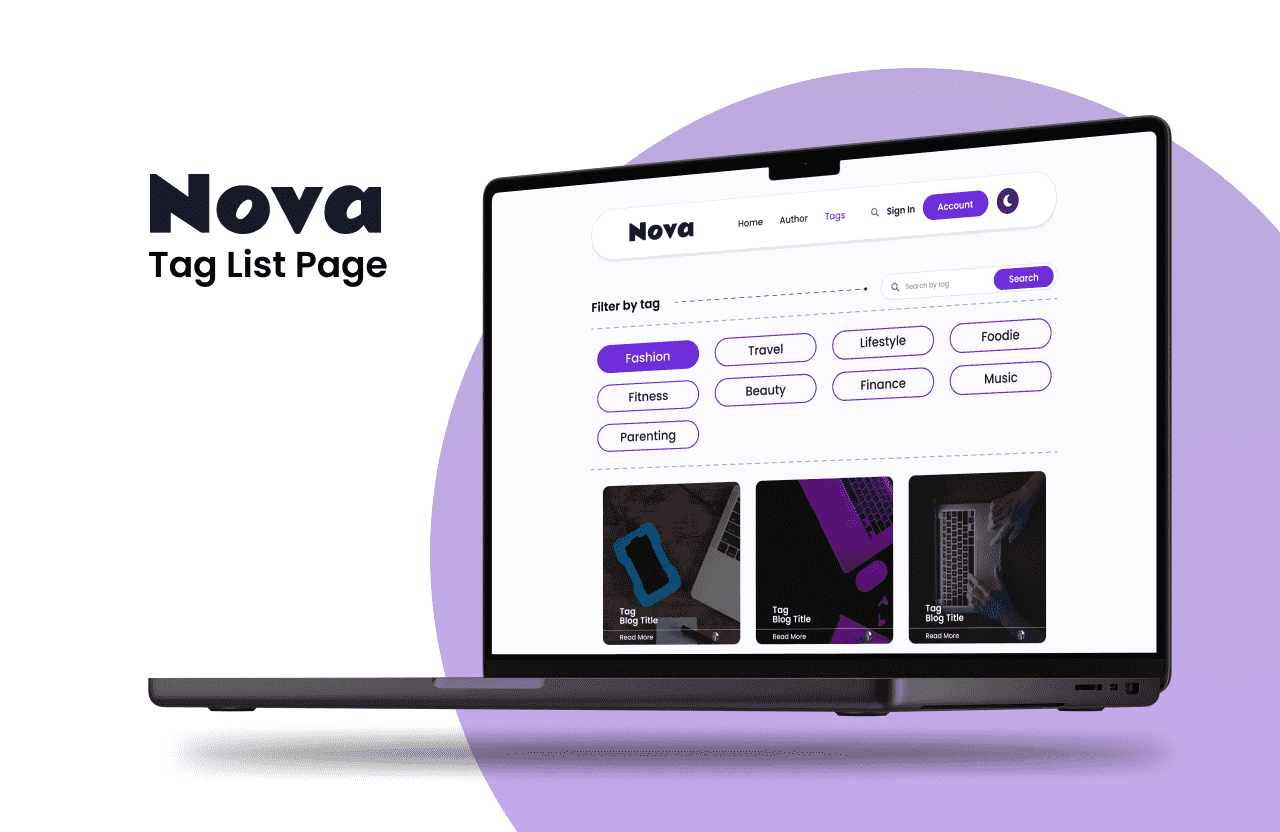 Nova
Tag List Page
Nova
Home Author Tags Sign In Account
Filter by tag
Search by tag Search
Fashion Travel Lifestyle Foodie
Fitness Beauty Finance Music
Parenting
Tag
Blog Title
Read More
Tag
Blog Title
Read More
Tag
Blog Title
Read More